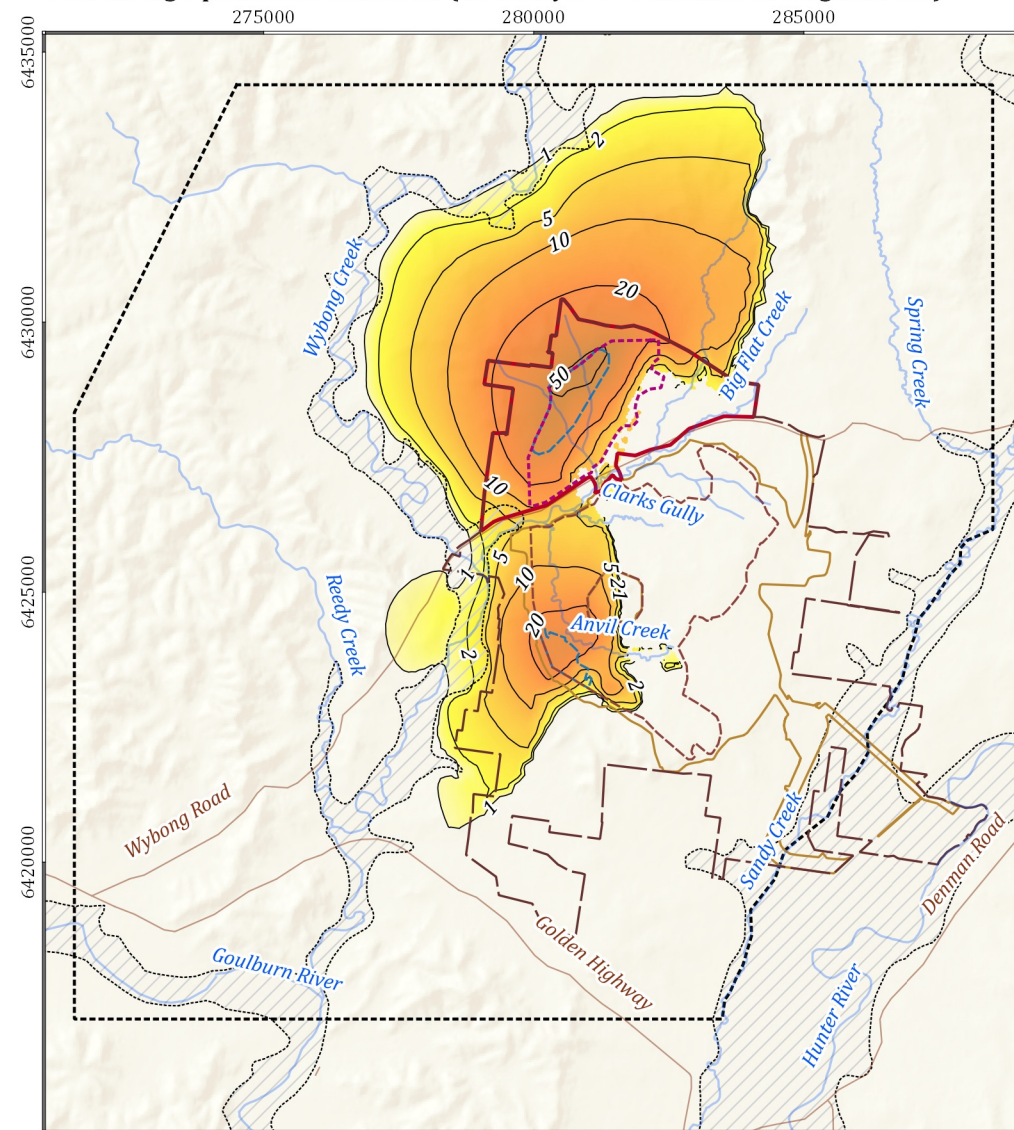 275000
280000
285000
6435000
6430000
6425000
6420000
1
2
5
10
20
50
10
Wybong Creek
Big Flat Creek
Spring Creek
Clarks Gully
5
1
10
5
2
1
20
2
2
Anvil Creek
Reedy Creek
1
Wybong Road
Sandy Creek
Denman Road
Golden Highway
Goulburn River
Hunter River